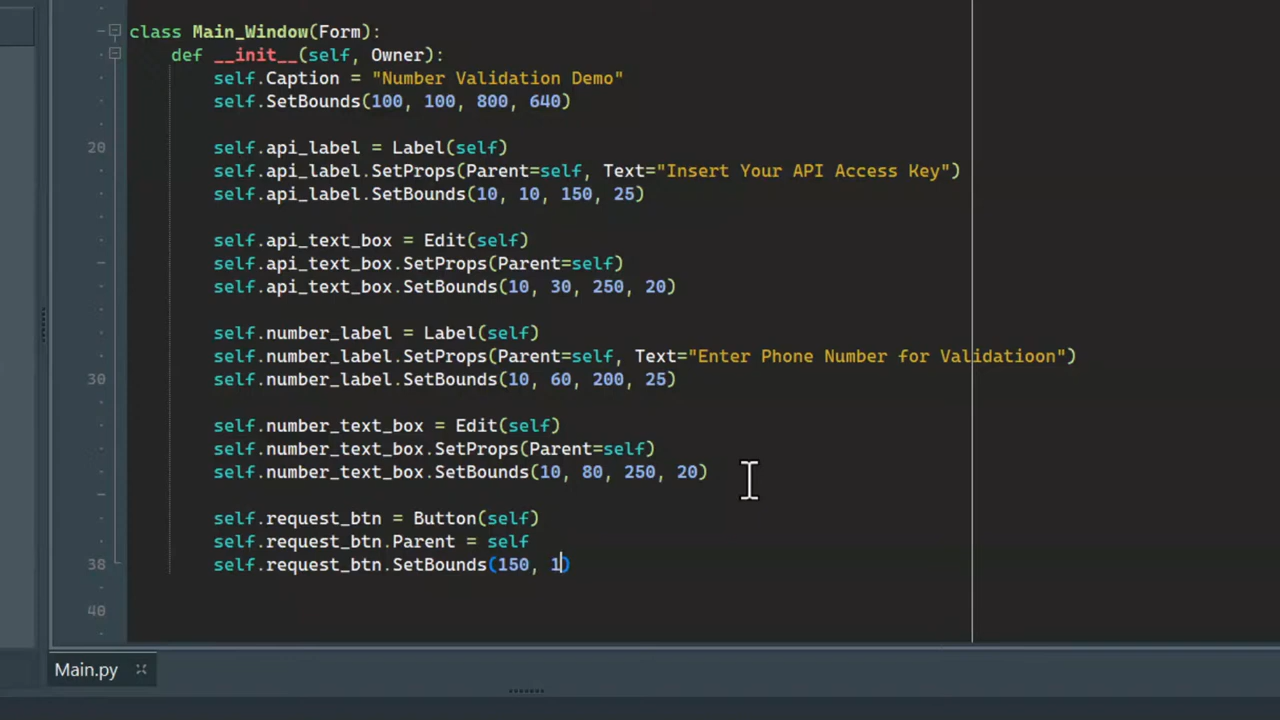 class Main_Window(Form):
def __init__(self, Owner):
self.Caption = "Number Validation Demo"
self.SetBounds(100, 100, 800, 640)
20 self.api_label = Label(self)
self.api_label.SetProps(Parent=self, Text="Insert Your API Access Key")
self.api_label.SetBounds(10, 10, 150, 25)
self.api_text_box = Edit(self)
self.api_text_box.SetProps(Parent=self)
self.api_text_box.SetBounds(10, 30, 250, 20)
self.number_label = Label(self)
self.number_label.SetProps(Parent=self, Text="Enter Phone Number for Validatioon")
30 self.number_label.SetBounds(10, 60, 200, 25)
self.number_text_box = Edit(self)
self.number_text_box.SetProps(Parent=self)
self.number_text_box.SetBounds(10, 80, 250, 20)
self.request_btn = Button(self)
self.request_btn.Parent = self
38 self.request_btn.SetBounds(150, 1)
40
Main.py